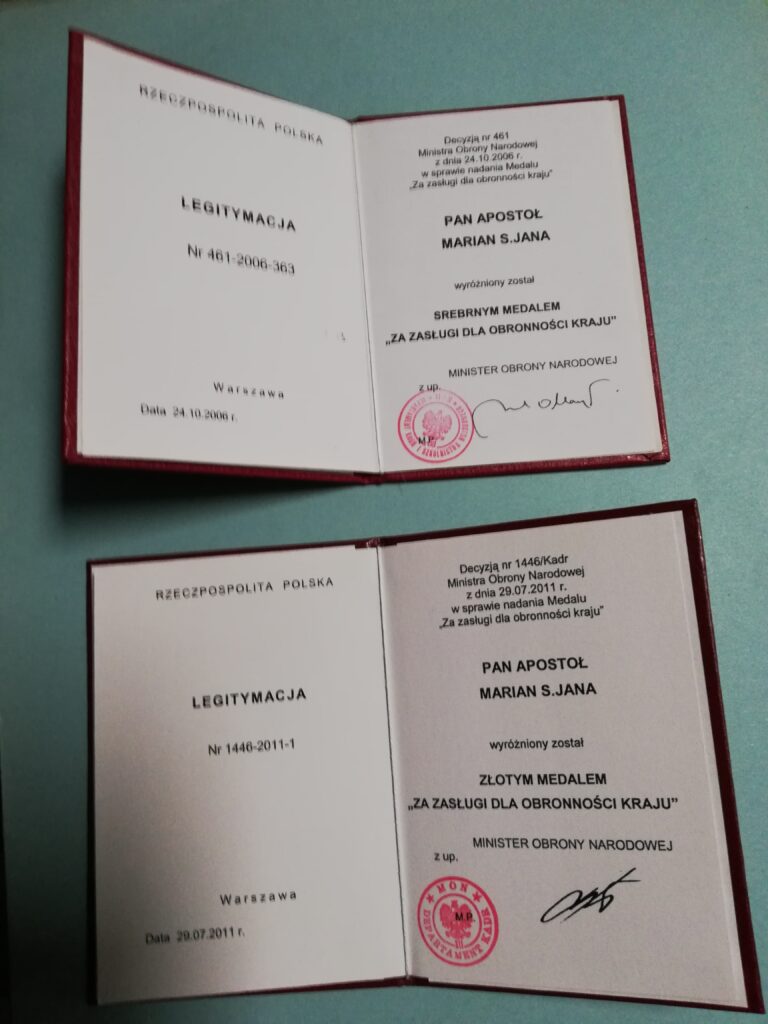 RZECZPOSPOLITA POLSKA
LEGITYMACJA
Nr 461-2006-363
Warszawa
Data 24.10.2006 r.
Decyzją nr 461
Ministra Obrony Narodowej
z dnia 24.10.2006 r.
w sprawie nadania Medalu
„Za zasługi dla obronności kraju"
PAN APOSTOŁ
MARIAN S.JANA
wyróżniony został
SREBRNYM MEDALEM
„ZA ZASŁUGI DLA OBRONNOŚCI KRAJU”
MINISTER OBRONY NARODOWEJ
z up.
M.P.
RZECZPOSPOLITA POLSKA
LEGITYMACJA
Nr 1446-2011-1
Warszawa
Data 29.07.2011 r.
Decyzją nr 1446/Kadr
Ministra Obrony Narodowej
z dnia 29.07.2011 r.
w sprawie nadania Medalu
„Za zasługi dla obronności kraju”
PAN APOSTOŁ
MARIAN S.JANA
wyróżniony został
ZŁOTYM MEDALEM
„ZA ZASŁUGI DLA OBRONNOŚCI KRAJU”
MINISTER OBRONY NARODOWEJ
z up.
MON
M.P.
DEPARTAMENT KADR